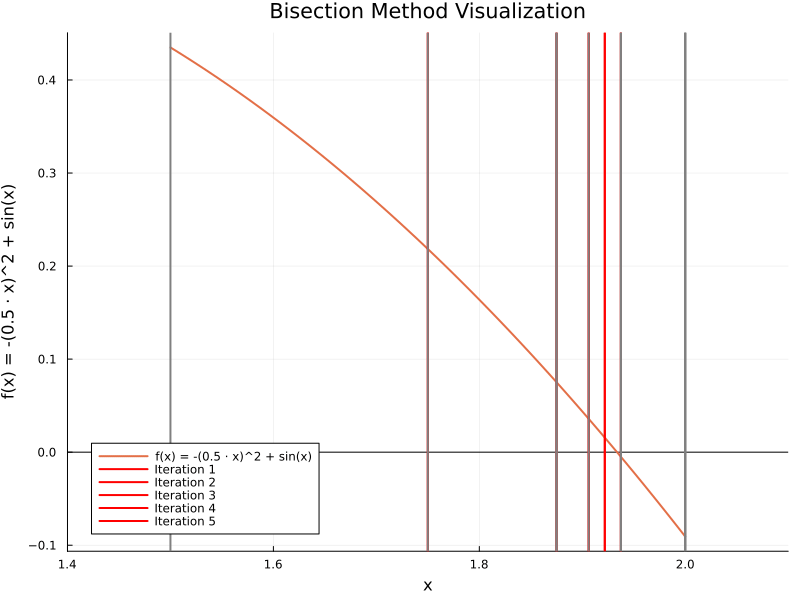 Bisection Method Visualization
f(x) = -(0.5 · x)^2 + sin(x)
0.4
0.3
0.2
0.1
0.0
−0.1
f(x) = -(0.5 · x)^2 + sin(x)
Iteration 1
Iteration 2
Iteration 3
Iteration 4
Iteration 5
1.4
1.6
1.8
2.0
x